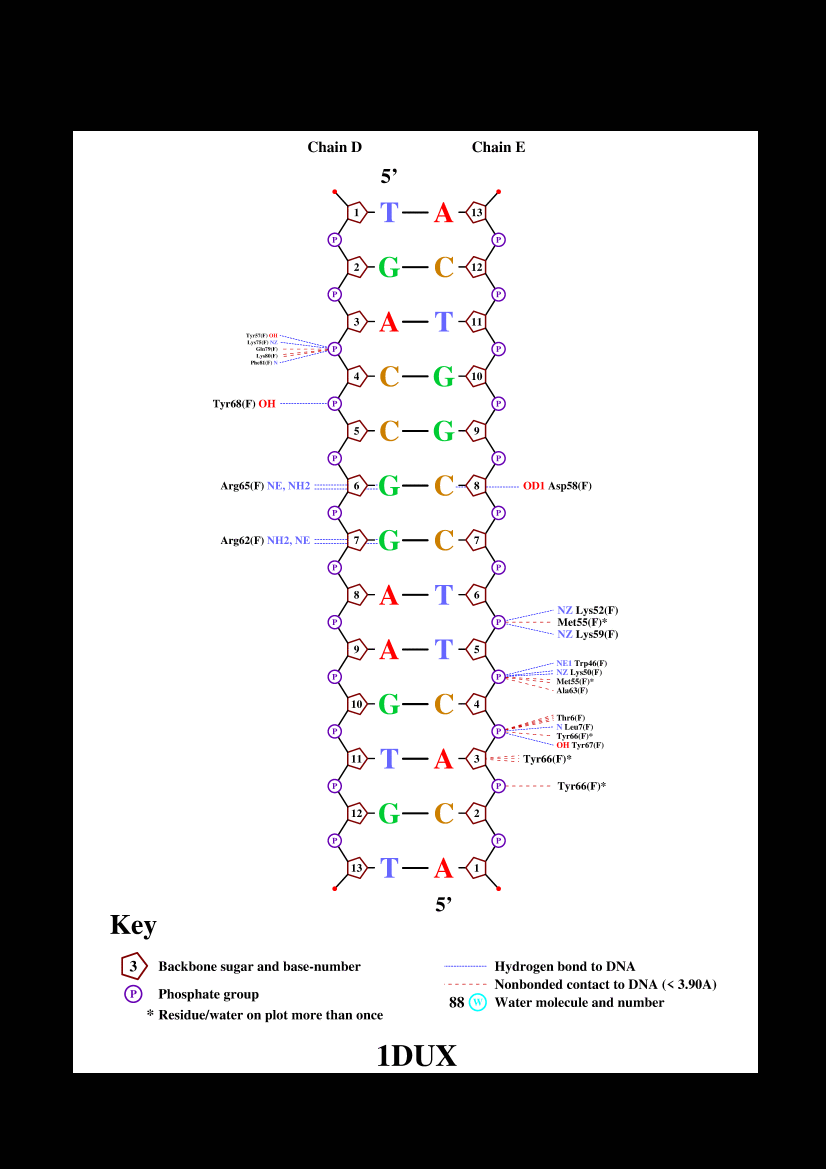 Chain D Chain E
5’
1 T A 13
P P
2 G C 12
P P
3 A T 11
Tyr57(F) OH
Lys75(F) NZ
Gln79(F)
Lys80(F)
Phe81(F) N
P P
4 C G 10
Tyr68(F) OH P P
5 C G 9
P P
Arg65(F) NE, NH2 6 G C 8 OD1 Asp58(F)
P P
Arg62(F) NH2, NE 7 G C 7
P P
8 A T 6
NZ Lys52(F)
P P Met55(F)*
NZ Lys59(F)
9 A T 5
NE1 Trp46(F)
NZ Lys50(F)
P P Met55(F)*
Ala63(F)
10 G C 4
Thr6(F)
N Leu7(F)
P P Tyr66(F)*
OH Tyr67(F)
11 T A 3 Tyr66(F)*
P P Tyr66(F)*
12 G C 2
P P
13 T A 1
5’
Key
3 Backbone sugar and base-number
P Phosphate group
* Residue/water on plot more than once
Hydrogen bond to DNA
Nonbonded contact to DNA (< 3.90A)
88 W Water molecule and number
1DUX